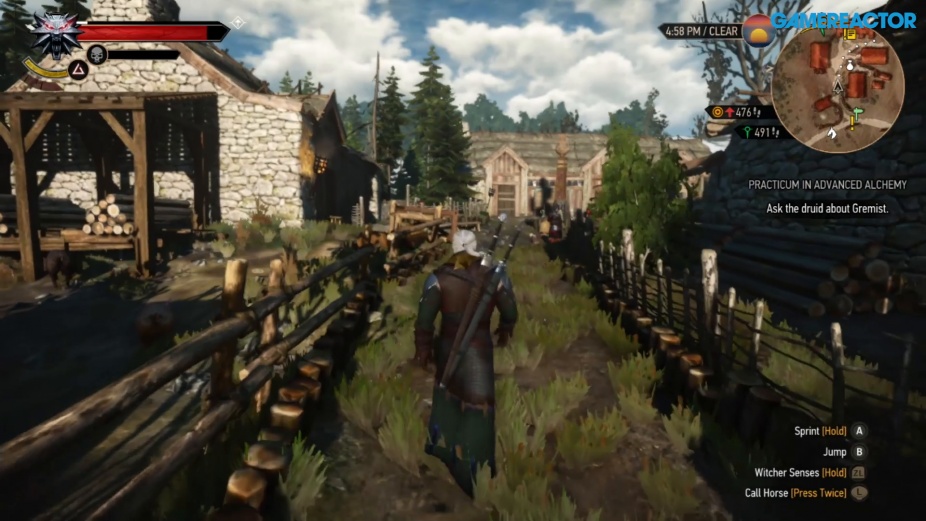 GAMEREACTOR
4:58 PM / CLEAR
476
491
PRACTICUM IN ADVANCED ALCHEMY
Ask the druid about Gremist.
Sprint [Hold] A
Jump B
Witcher Senses [Hold] ZL
Call Horse [Press Twice] L